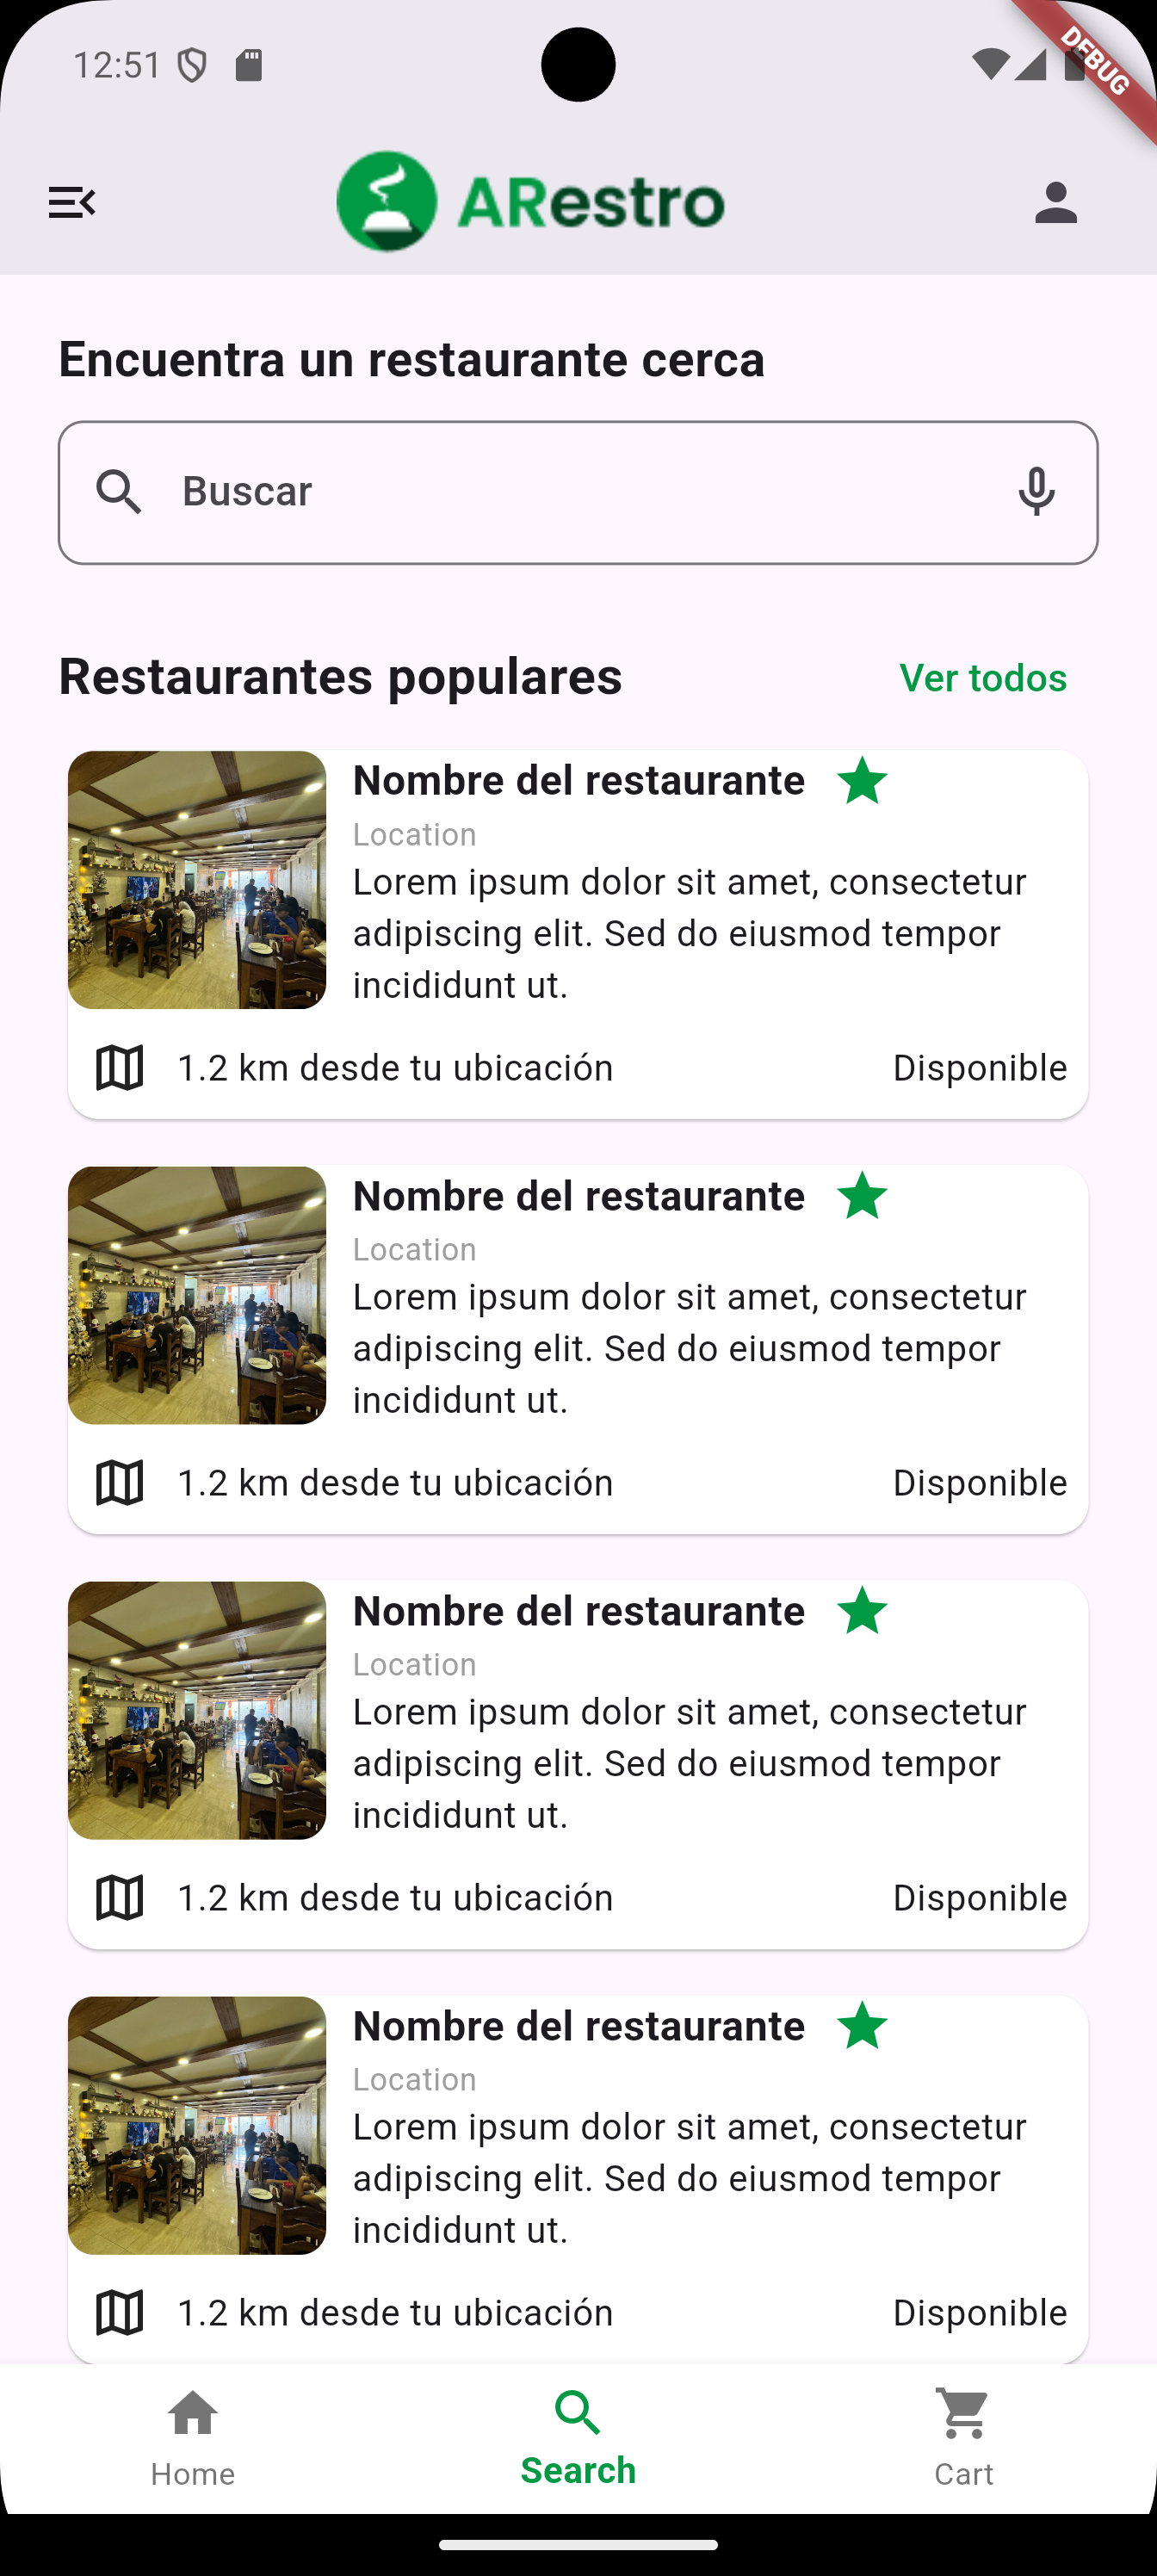 12:51
DEBUG
ARestro
Encuentra un restaurante cerca
Buscar
Restaurantes populares
Ver todos
Nombre del restaurante
Location
Lorem ipsum dolor sit amet, consectetur
adipiscing elit. Sed do eiusmod tempor
incididunt ut.
1.2 km desde tu ubicación
Disponible
Nombre del restaurante
Location
Lorem ipsum dolor sit amet, consectetur
adipiscing elit. Sed do eiusmod tempor
incididunt ut.
1.2 km desde tu ubicación
Disponible
Nombre del restaurante
Location
Lorem ipsum dolor sit amet, consectetur
adipiscing elit. Sed do eiusmod tempor
incididunt ut.
1.2 km desde tu ubicación
Disponible
Nombre del restaurante
Location
Lorem ipsum dolor sit amet, consectetur
adipiscing elit. Sed do eiusmod tempor
incididunt ut.
1.2 km desde tu ubicación
Disponible
Home
Search
Cart